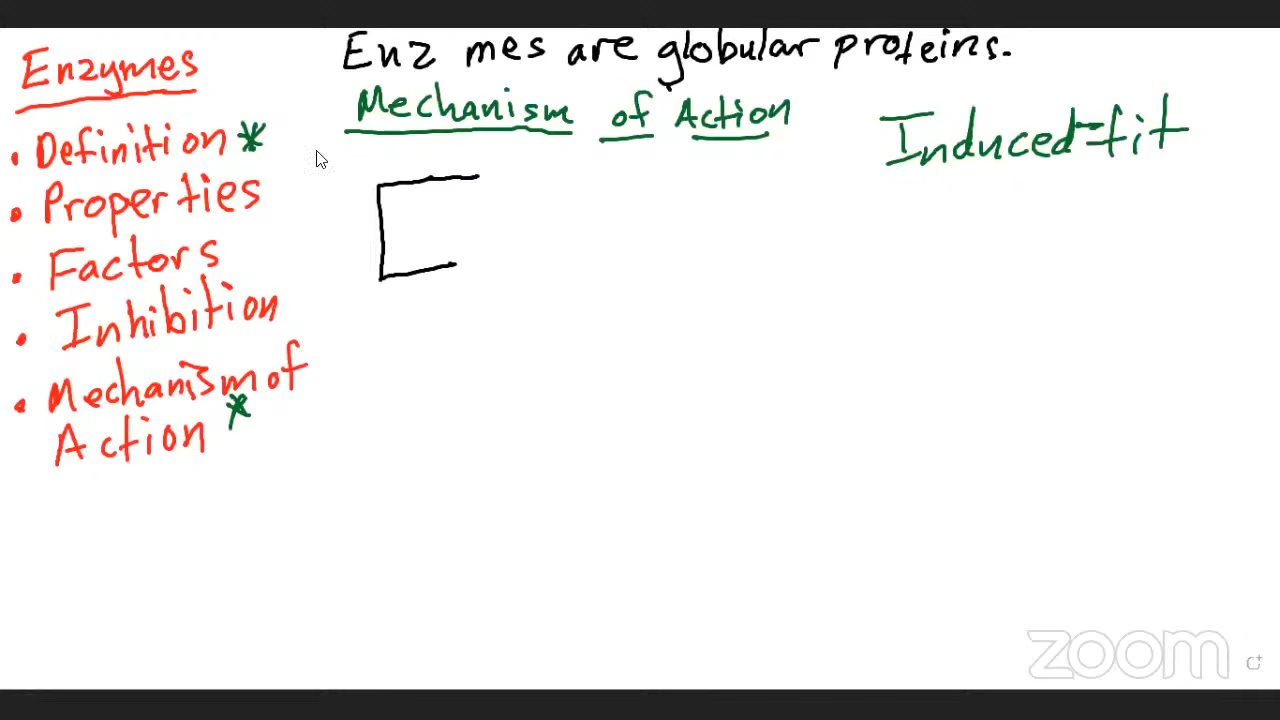 Enzymes
• Definition *
• Properties
• Factors
• Inhibition
• Mechanism of
Action *
Enz mes are globular proteins.
Mechanism of Action
Induced-fit
zoom